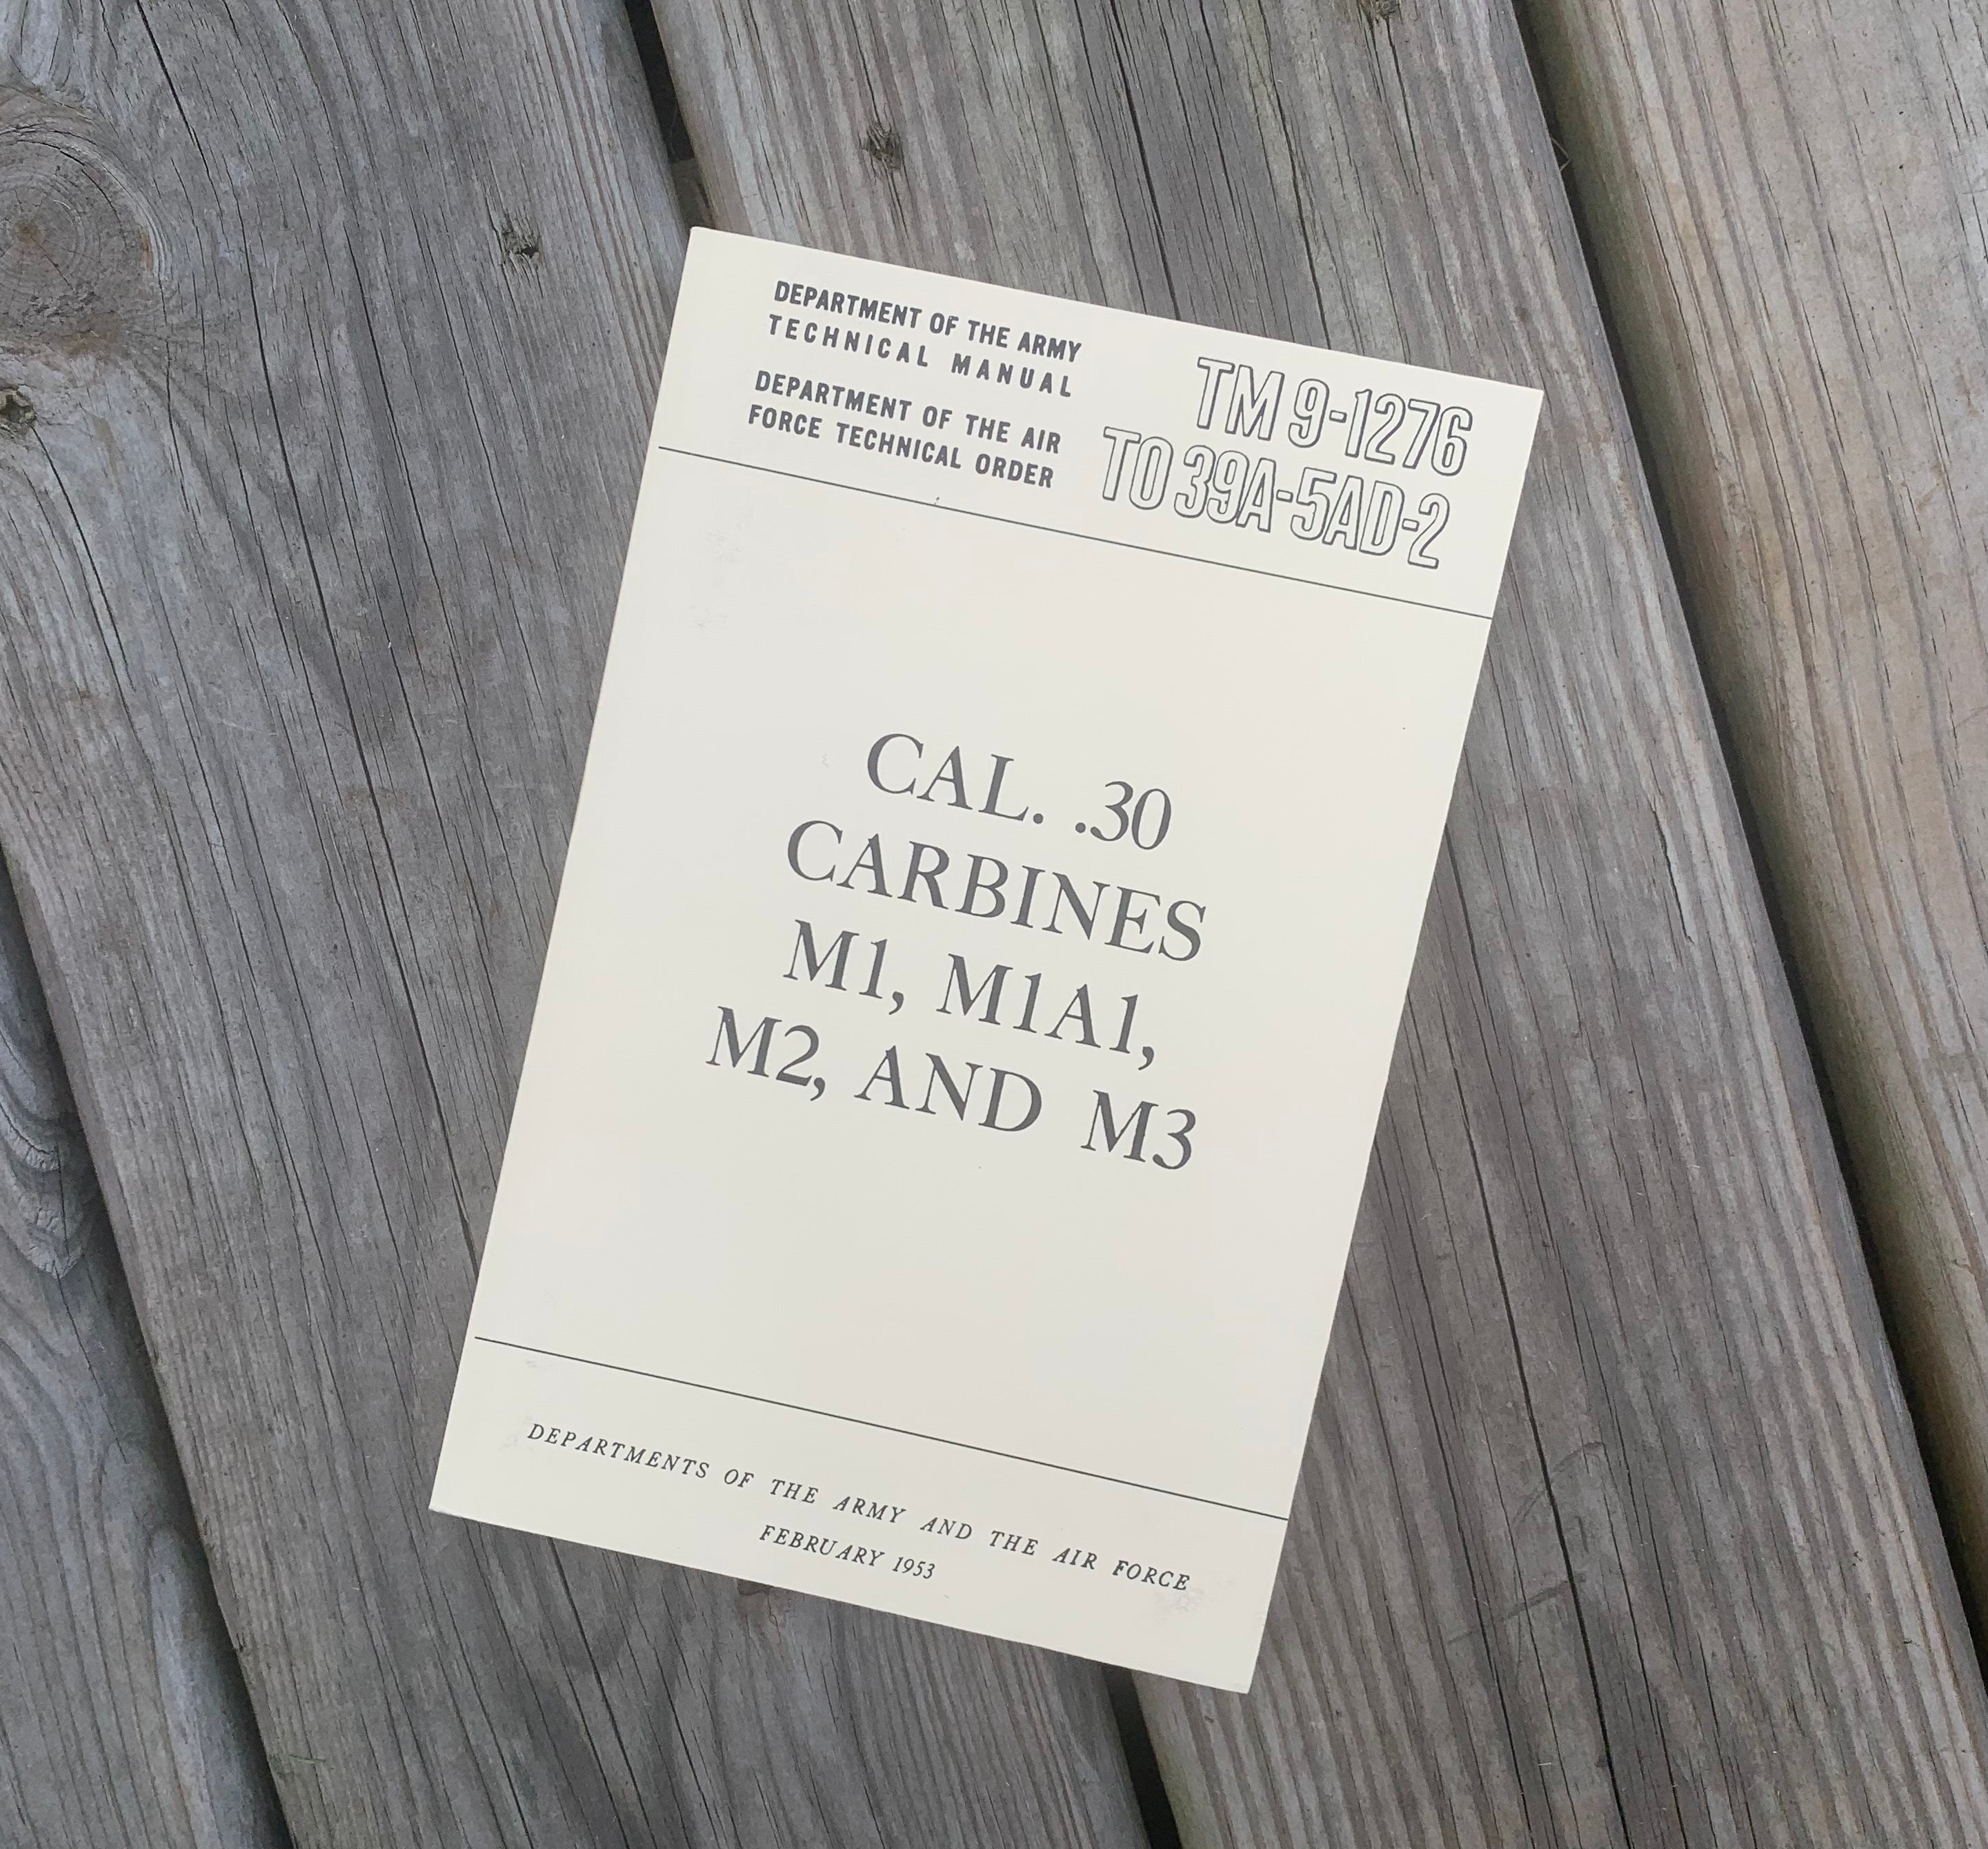 DEPARTMENT OF THE ARMY
TECHNICAL MANUAL
DEPARTMENT OF THE AIR
FORCE TECHNICAL ORDER
TM 9-1276
TO 39A-5AD-2
CAL. .30
CARBINES
M1, M1A1,
M2, AND M3
DEPARTMENTS OF THE ARMY AND THE AIR FORCE
FEBRUARY 1953